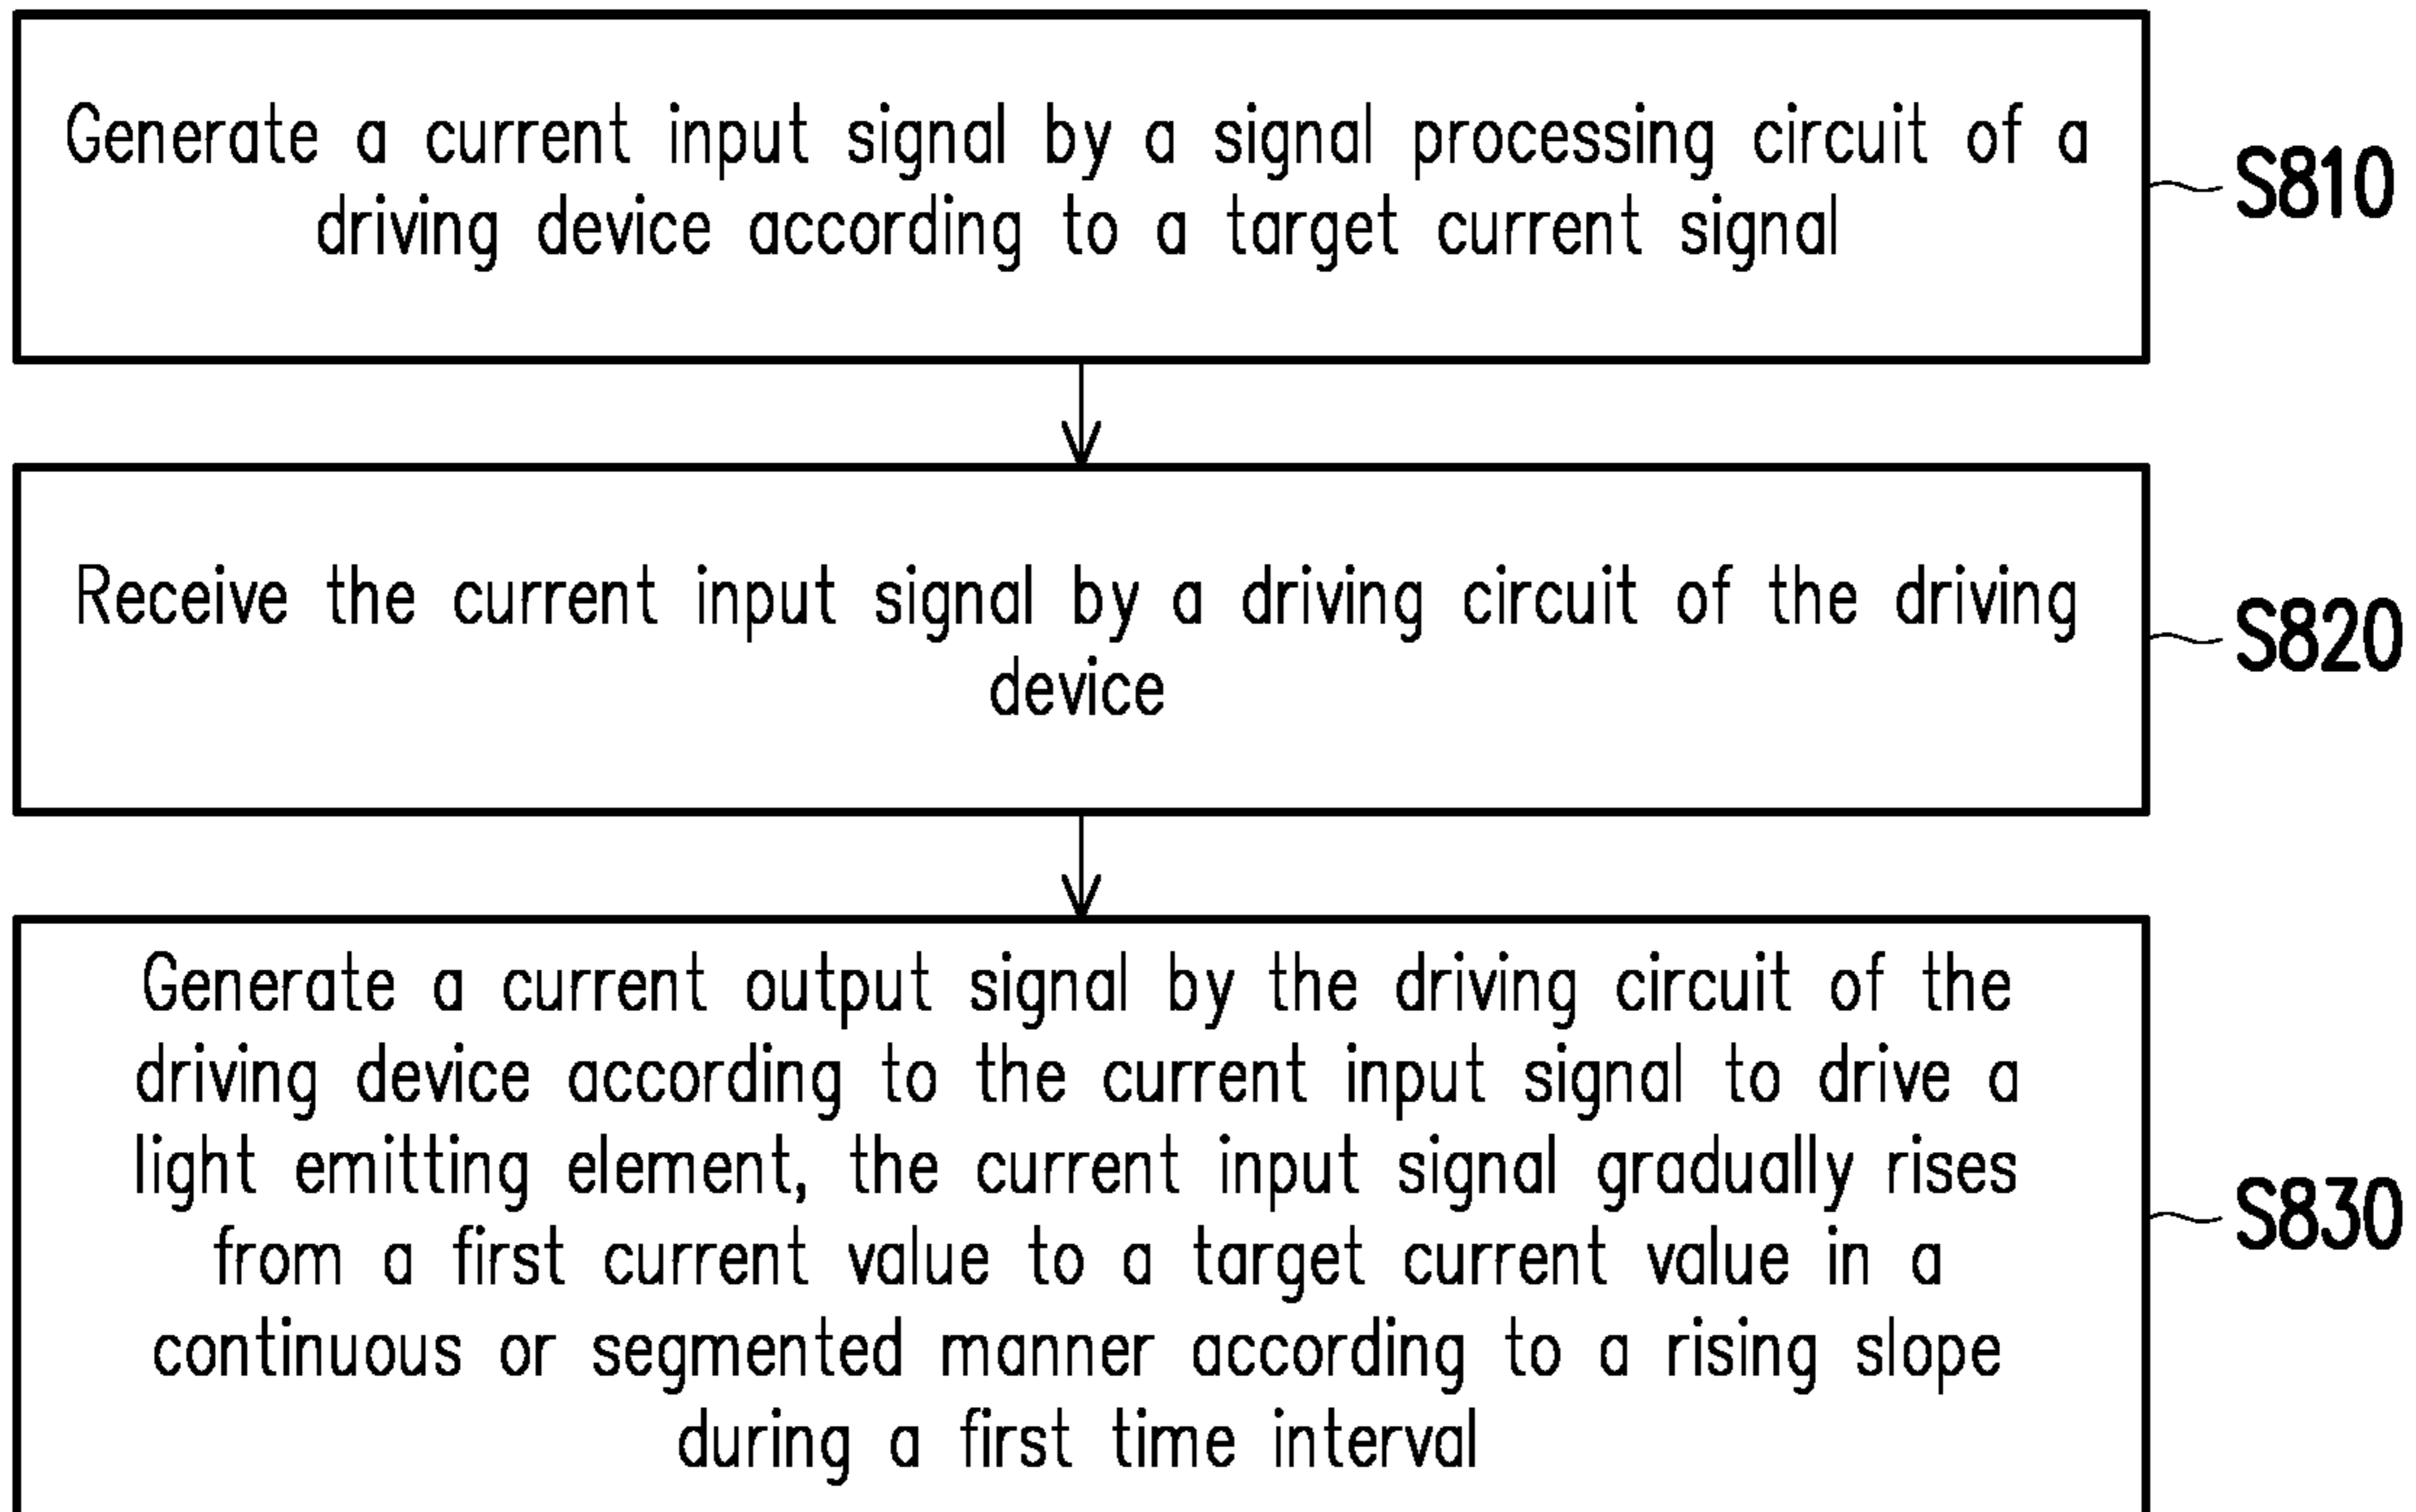 Generate a current input signal by a signal processing circuit of a
driving device according to a target current signal
S810
Receive the current input signal by a driving circuit of the driving
device
S820
Generate a current output signal by the driving circuit of the
driving device according to the current input signal to drive a
light emitting element, the current input signal gradually rises
from a first current value to a target current value in a
continuous or segmented manner according to a rising slope
during a first time interval
S830